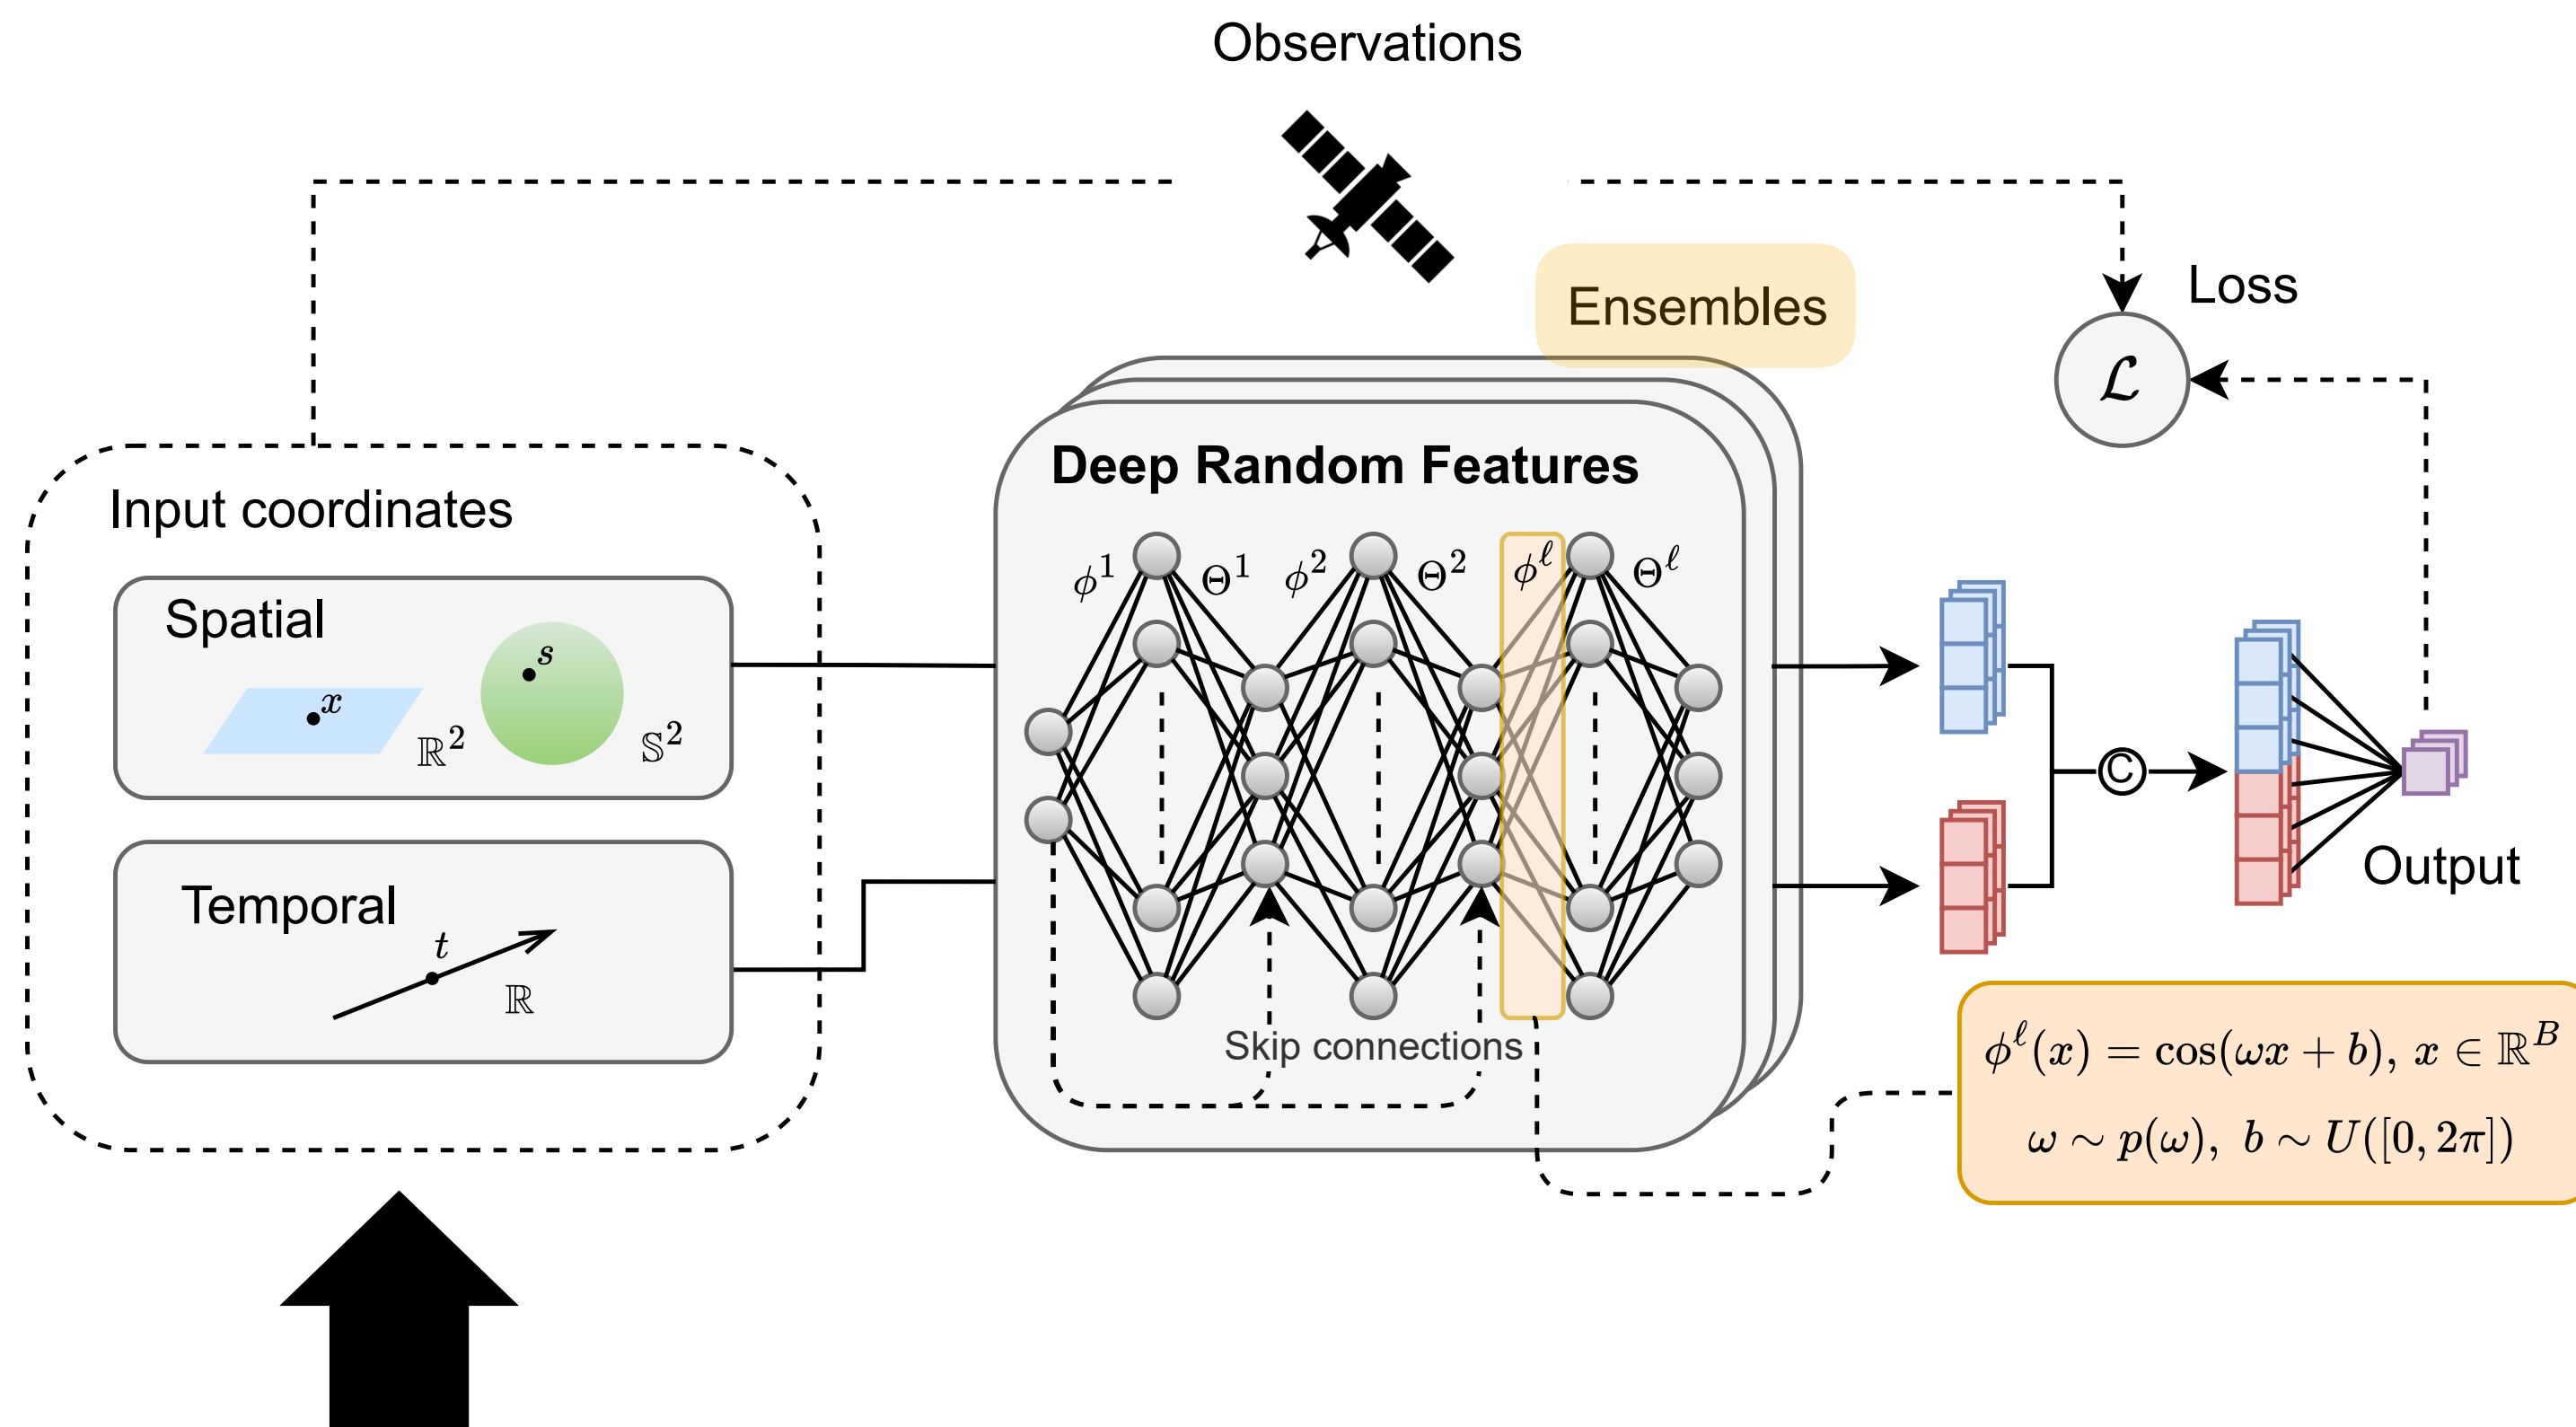 Observations
Ensembles
Loss
ℒ
Input coordinates
Spatial
x
ℝ²
s
𝕊²
Temporal
t
ℝ
Deep Random Features
ϕ¹ Θ¹ ϕ² Θ² ϕ^ℓ Θ^ℓ
Skip connections
C
Output
ϕ^ℓ(x) = cos(ωx + b), x ∈ ℝ^B
ω ∼ p(ω), b ∼ U([0, 2π])